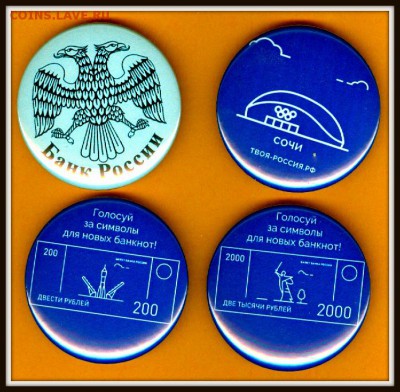 COINS.LAVE.RU
Банк России
СОЧИ
ТВОЯ-РОССИЯ.РФ
Голосуй
за символы
для новых банкнот!
200
ДВЕСТИ РУБЛЕЙ
200
Голосуй
за символы
для новых банкнот!
2000
ДВЕ ТЫСЯЧИ РУБЛЕЙ
2000